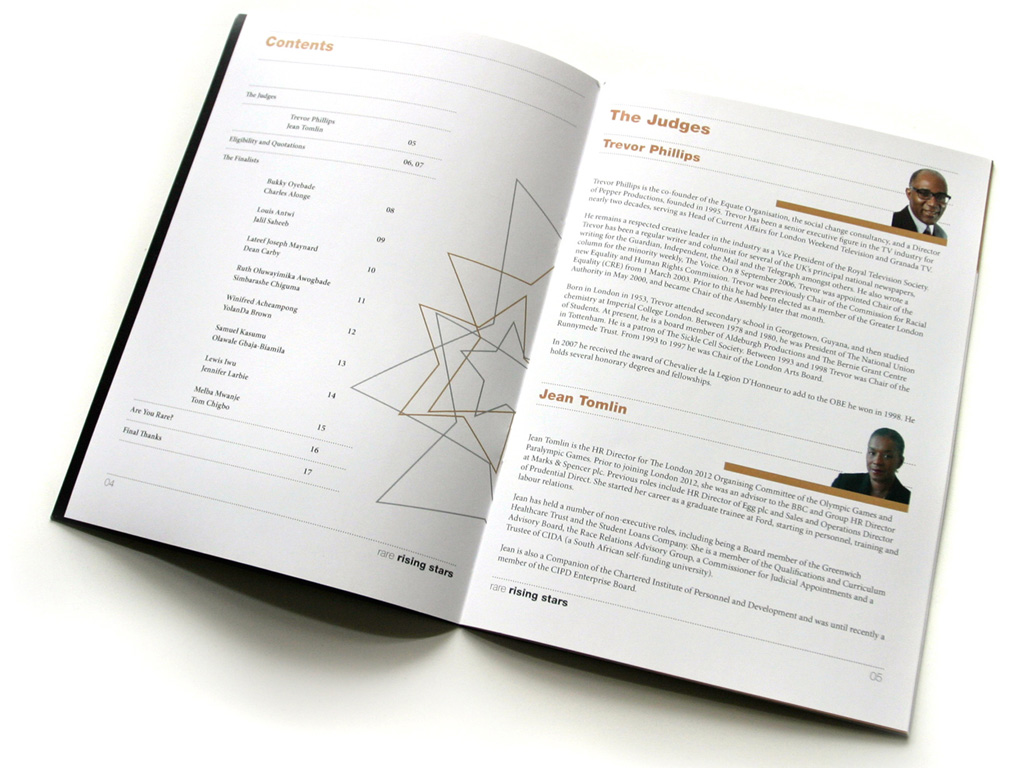 Contents
The Judges
Trevor Phillips
Jean Tomlin
05
Eligibility and Quotations
06, 07
The Finalists
Bukky Oyebade
Charles Alonge
08
Louis Antwi
Jalil Saheeb
09
Lateef Joseph Maynard
Dean Carby
10
Ruth Oluwayimika Awogbade
Simbarashe Chiguma
11
Winifred Acheampong
YolanDa Brown
12
Samuel Kasumu
Olawale Gbaja-Biamila
13
Lewis Iwu
Jennifer Larbie
14
Melba Mwanje
Tom Chigbo
15
Are You Rare?
16
Final Thanks
17
04
rare rising stars
The Judges
Trevor Phillips
Trevor Phillips is the co-founder of the Equate Organisation, the social change consultancy, and a Director
of Pepper Productions, founded in 1995. Trevor has been a senior executive figure in the TV industry for
nearly two decades, serving as Head of Current Affairs for London Weekend Television and Granada TV.
He remains a respected creative leader in the industry as a Vice President of the Royal Television Society.
Trevor has been a regular writer and columnist for several of the UK's principal national newspapers,
writing for the Guardian, Independent, the Mail and the Telegraph amongst others. He also wrote a
column for the minority weekly, The Voice. On 8 September 2006, Trevor was appointed Chair of the
new Equality and Human Rights Commission. Trevor was previously Chair of the Commission for Racial
Equality (CRE) from 1 March 2003. Prior to this he had been elected as a member of the Greater London
Authority in May 2000, and became Chair of the Assembly later that month.
Born in London in 1953, Trevor attended secondary school in Georgetown, Guyana, and then studied
chemistry at Imperial College London. Between 1978 and 1980, he was President of The National Union
of Students. At present, he is a board member of Aldeburgh Productions and The Bernie Grant Centre
in Tottenham. He is a patron of The Sickle Cell Society. Between 1993 and 1998 Trevor was Chair of the
Runnymede Trust. From 1993 to 1997 he was Chair of the London Arts Board.
In 2007 he received the award of Chevalier de la Legion D'Honneur to add to the OBE he won in 1998. He
holds several honorary degrees and fellowships.
Jean Tomlin
Jean Tomlin is the HR Director for The London 2012 Organising Committee of the Olympic Games and
Paralympic Games. Prior to joining London 2012, she was an advisor to the BBC and Group HR Director
at Marks & Spencer plc. Previous roles include HR Director of Egg plc and Sales and Operations Director
of Prudential Direct. She started her career as a graduate trainee at Ford, starting in personnel, training and
labour relations.
Jean has held a number of non-executive roles, including being a Board member of the Greenwich
Healthcare Trust and the Student Loans Company. She is a member of the Qualifications and Curriculum
Advisory Board, the Race Relations Advisory Group, a Commissioner for Judicial Appointments and a
Trustee of CIDA (a South African self-funding university).
Jean is also a Companion of the Chartered Institute of Personnel and Development and was until recently a
member of the CIPD Enterprise Board.
rare rising stars
05